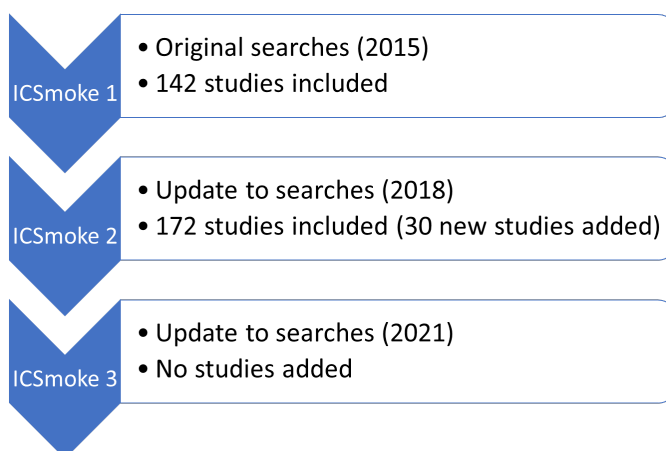 ICSmoke 1
• Original searches (2015)
• 142 studies included
ICSmoke 2
• Update to searches (2018)
• 172 studies included (30 new studies added)
ICSmoke 3
• Update to searches (2021)
• No studies added